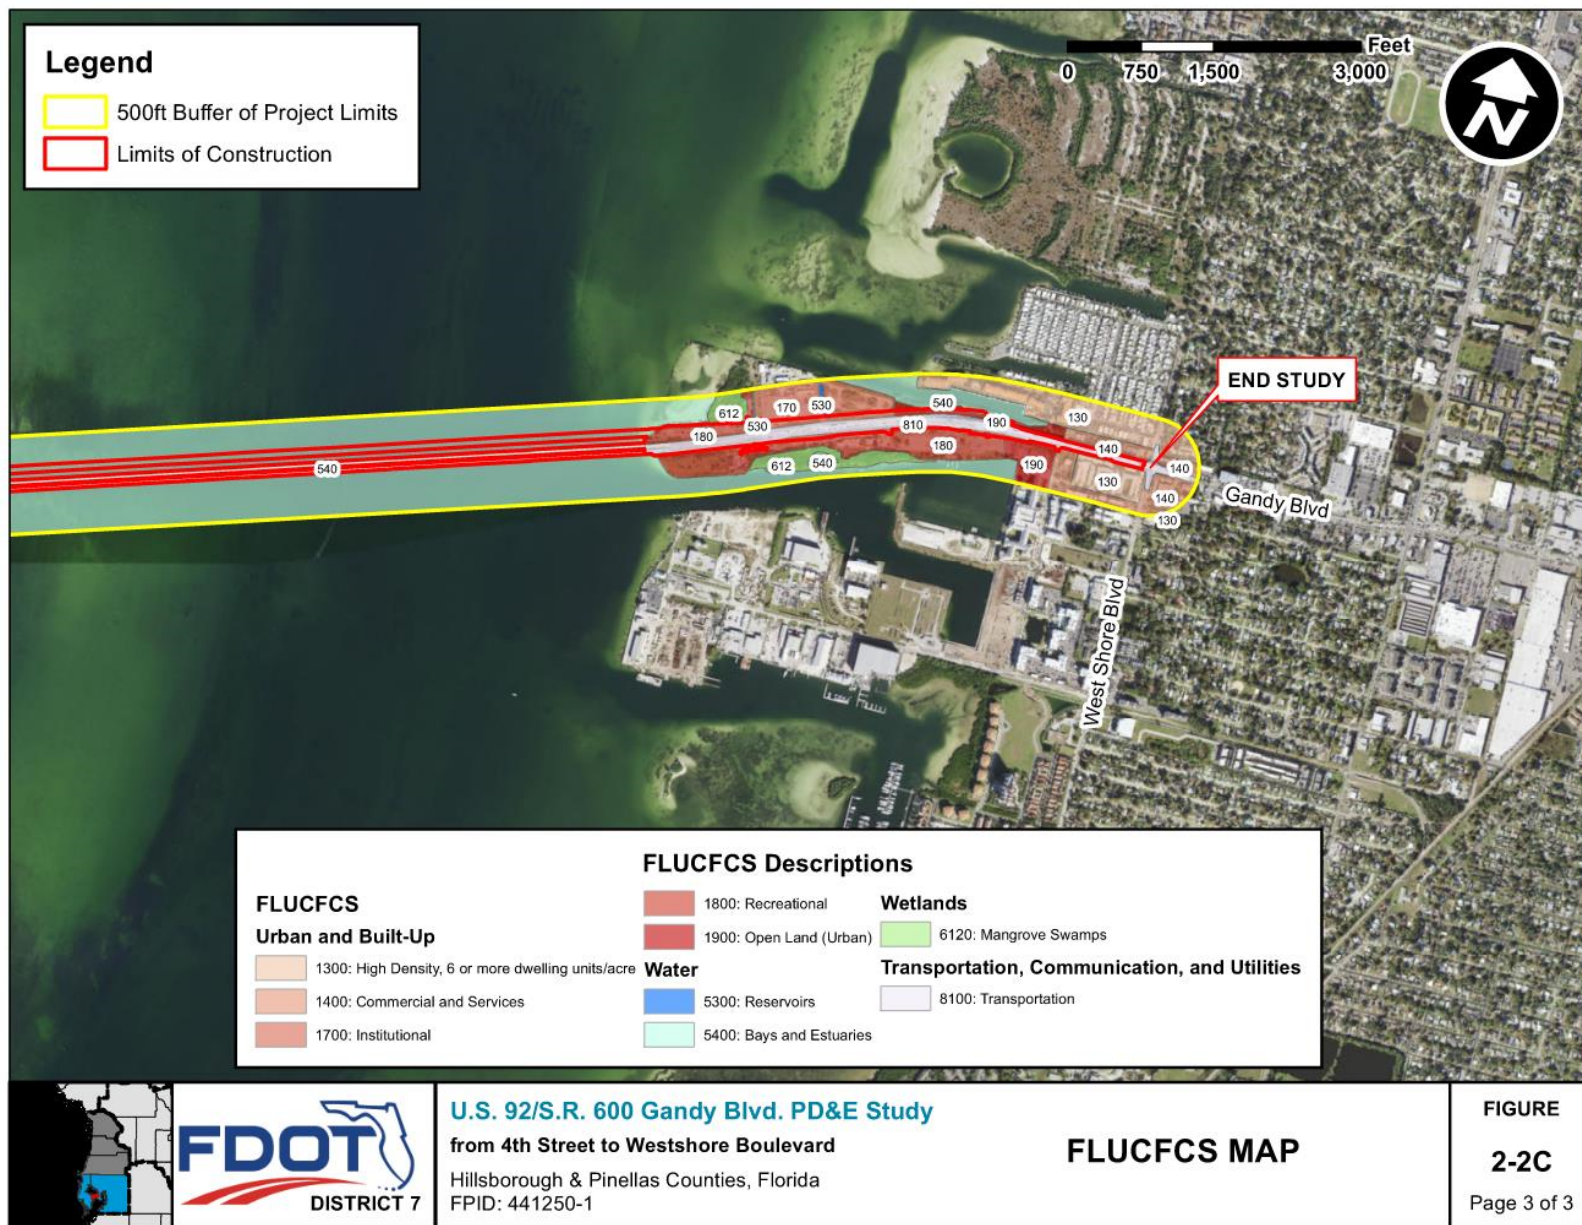 Legend
500ft Buffer of Project Limits
Limits of Construction
Feet
0 750 1,500 3,000
N
END STUDY
612
170
530
540
130
180
530
810
190
140
540
612
540
180
190
130
140
140
130
Gandy Blvd
West Shore Blvd
FLUCFCS Descriptions
FLUCFCS
Urban and Built-Up
1300: High Density, 6 or more dwelling units/acre
1400: Commercial and Services
1700: Institutional
1800: Recreational
1900: Open Land (Urban)
Water
5300: Reservoirs
5400: Bays and Estuaries
Wetlands
6120: Mangrove Swamps
Transportation, Communication, and Utilities
8100: Transportation
FDOT
DISTRICT 7
U.S. 92/S.R. 600 Gandy Blvd. PD&E Study
from 4th Street to Westshore Boulevard
Hillsborough & Pinellas Counties, Florida
FPID: 441250-1
FLUCFCS MAP
FIGURE
2-2C
Page 3 of 3